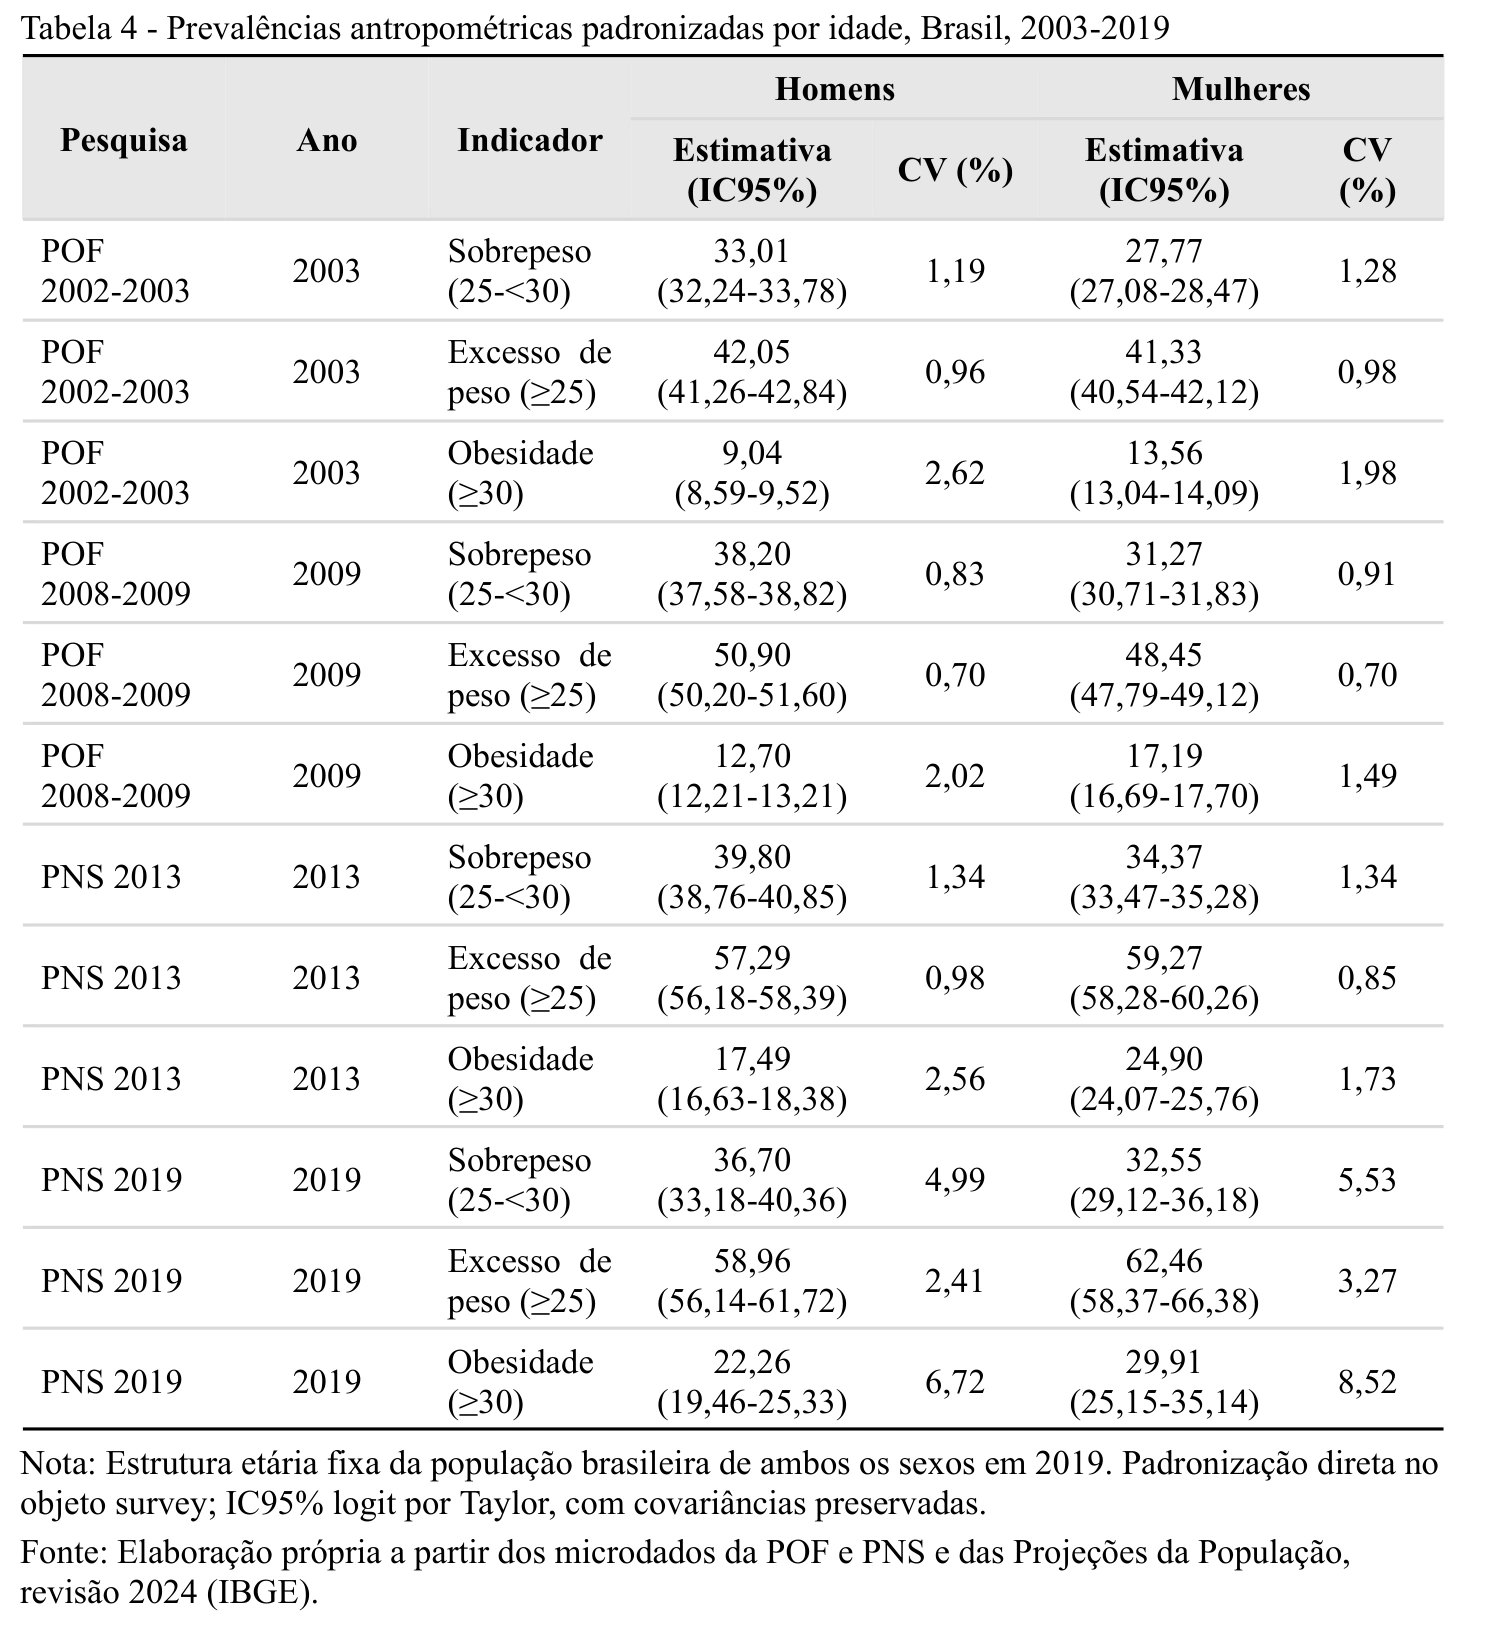 Tabela 4 - Prevalências antropométricas padronizadas por idade, Brasil, 2003-2019
Homens Mulheres
Pesquisa Ano Indicador Estimativa (IC95%) CV (%) Estimativa (IC95%) CV (%)
POF 2002-2003 2003 Sobrepeso (25-<30) 33,01 (32,24-33,78) 1,19 27,77 (27,08-28,47) 1,28
POF 2002-2003 2003 Excesso de peso (≥25) 42,05 (41,26-42,84) 0,96 41,33 (40,54-42,12) 0,98
POF 2002-2003 2003 Obesidade (≥30) 9,04 (8,59-9,52) 2,62 13,56 (13,04-14,09) 1,98
POF 2008-2009 2009 Sobrepeso (25-<30) 38,20 (37,58-38,82) 0,83 31,27 (30,71-31,83) 0,91
POF 2008-2009 2009 Excesso de peso (≥25) 50,90 (50,20-51,60) 0,70 48,45 (47,79-49,12) 0,70
POF 2008-2009 2009 Obesidade (≥30) 12,70 (12,21-13,21) 2,02 17,19 (16,69-17,70) 1,49
PNS 2013 2013 Sobrepeso (25-<30) 39,80 (38,76-40,85) 1,34 34,37 (33,47-35,28) 1,34
PNS 2013 2013 Excesso de peso (≥25) 57,29 (56,18-58,39) 0,98 59,27 (58,28-60,26) 0,85
PNS 2013 2013 Obesidade (≥30) 17,49 (16,63-18,38) 2,56 24,90 (24,07-25,76) 1,73
PNS 2019 2019 Sobrepeso (25-<30) 36,70 (33,18-40,36) 4,99 32,55 (29,12-36,18) 5,53
PNS 2019 2019 Excesso de peso (≥25) 58,96 (56,14-61,72) 2,41 62,46 (58,37-66,38) 3,27
PNS 2019 2019 Obesidade (≥30) 22,26 (19,46-25,33) 6,72 29,91 (25,15-35,14) 8,52
Nota: Estrutura etária fixa da população brasileira de ambos os sexos em 2019. Padronização direta no
objeto survey; IC95% logit por Taylor, com covariâncias preservadas.
Fonte: Elaboração própria a partir dos microdados da POF e PNS e das Projeções da População,
revisão 2024 (IBGE).